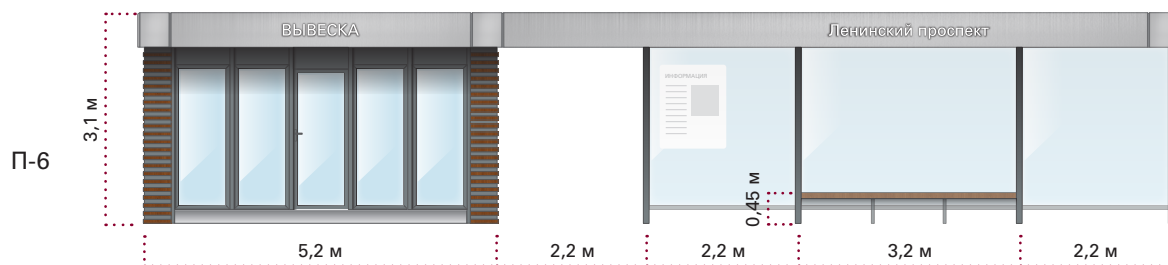 ВЫВЕСКА
Ленинский проспект
ИНФОРМАЦИЯ
3,1 м
П-6
0,45 м
5,2 м
2,2 м
2,2 м
3,2 м
2,2 м